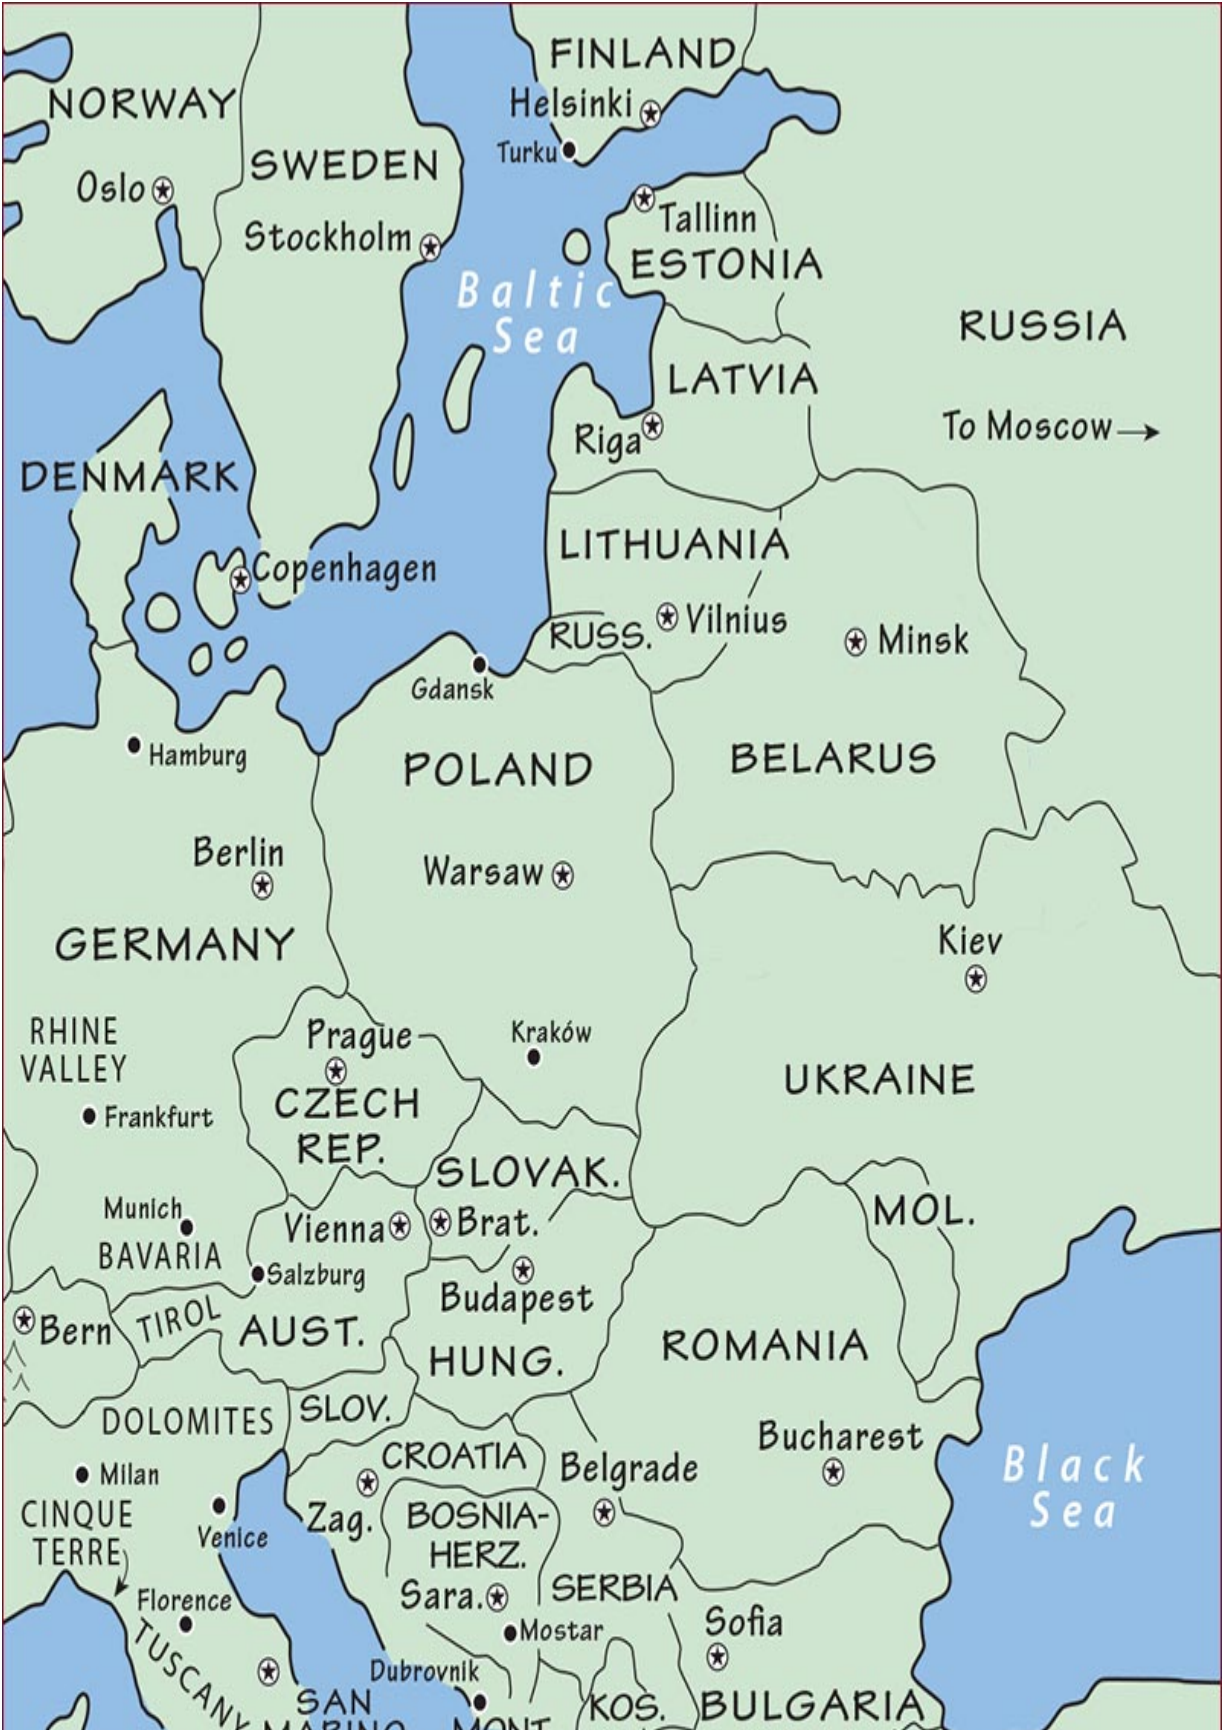 FINLAND
NORWAY
Helsinki
Turku
SWEDEN
Oslo
Tallinn
Stockholm
ESTONIA
Baltic
Sea
RUSSIA
LATVIA
To Moscow
Riga
DENMARK
LITHUANIA
Copenhagen
RUSS.
Vilnius
Minsk
Gdansk
Hamburg
POLAND
BELARUS
Berlin
Warsaw
GERMANY
Kiev
RHINE
VALLEY
Prague
Kraków
UKRAINE
CZECH
REP.
Frankfurt
SLOVAK.
Munich
Vienna
Brat.
MOL.
BAVARIA
Salzburg
Budapest
Bern
TIROL
AUST.
HUNG.
ROMANIA
DOLOMITES
SLOV.
CROATIA
Bucharest
Black
Sea
Milan
Belgrade
CINQUE
TERRE
Venice
Zag.
BOSNIA-
HERZ.
Florence
Sara.
SERBIA
Mostar
Sofia
TUSCANY
Dubrovnik
SAN
MARINO
MONT.
KOS.
BULGARIA